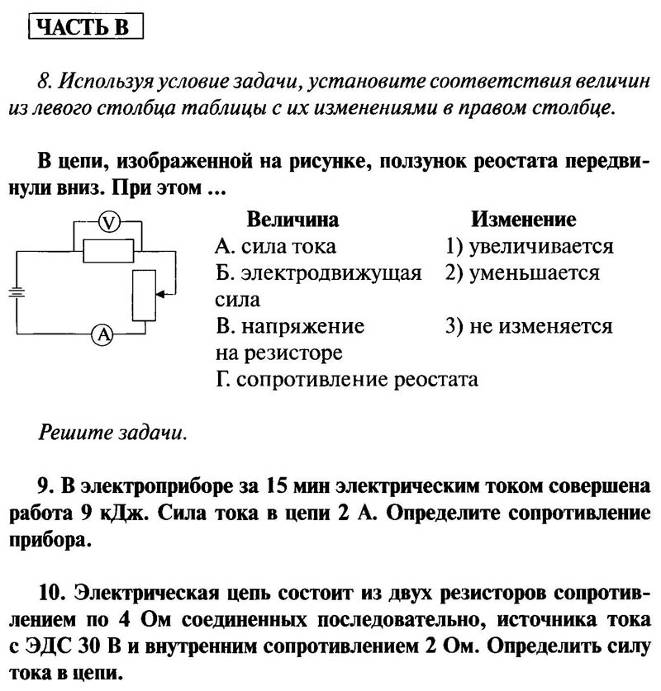 ЧАСТЬ В
8. Используя условие задачи, установите соответствия величин
из левого столбца таблицы с их изменениями в правом столбце.
В цепи, изображенной на рисунке, ползунок реостата передви-
нули вниз. При этом ...
V
A
Величина Изменение
А. сила тока 1) увеличивается
Б. электродвижущая 2) уменьшается
сила
В. напряжение 3) не изменяется
на резисторе
Г. сопротивление реостата
Решите задачи.
9. В электроприборе за 15 мин электрическим током совершена
работа 9 кДж. Сила тока в цепи 2 А. Определите сопротивление
прибора.
10. Электрическая цепь состоит из двух резисторов сопротив-
лением по 4 Ом соединенных последовательно, источника тока
с ЭДС 30 В и внутренним сопротивлением 2 Ом. Определить силу
тока в цепи.